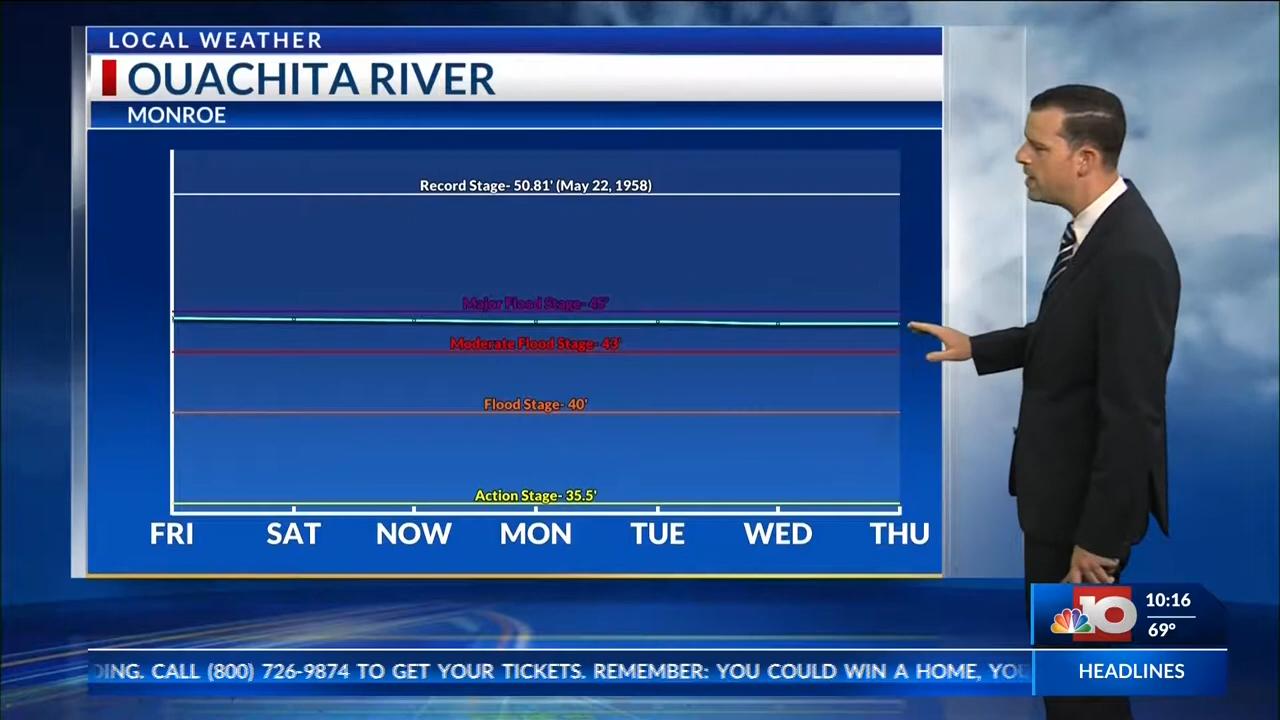 LOCAL WEATHER
OUACHITA RIVER
MONROE
Record Stage- 50.81' (May 22, 1958)
Major Flood Stage- 45'
Moderate Flood Stage- 43'
Flood Stage- 40'
Action Stage- 35.5'
FRI SAT NOW MON TUE WED THU
10
10:16
69°
DING. CALL (800) 726-9874 TO GET YOUR TICKETS. REMEMBER: YOU COULD WIN A HOME,
HEADLINES